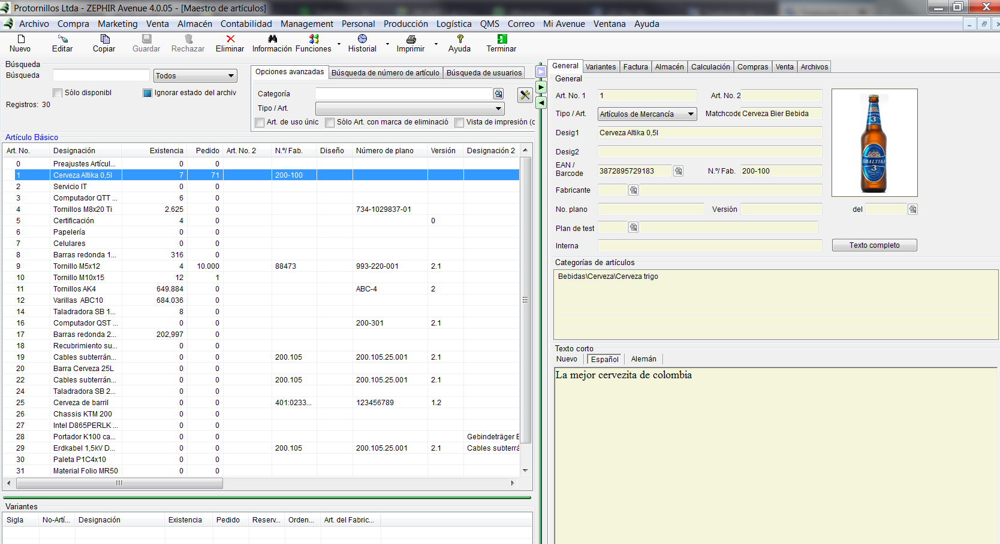 Protornillos Ltda - ZEPHIR Avenue 4.0.05 - [Maestro de artículos]
Archivo Compra Marketing Venta Almacén Contabilidad Management Personal Producción Logística QMS Correo Mi Avenue Ventana Ayuda
Nuevo Editar Copiar Guardar Rechazar Eliminar Información Funciones Historial Imprimir Ayuda Terminar
Búsqueda
Búsqueda Todos
Sólo disponibl Ignorar estado del archiv
Registros: 30
Opciones avanzadas Búsqueda de número de artículo Búsqueda de usuarios
Categoría
Tipo / Art.
Art. de uso únic Sólo Art. con marca de eliminació Vista de impresión (c
Artículo Básico
Art. No. Designación Existencia Pedido Art. No. 2 N.º/ Fab. Diseño Número de plano Versión Designación 2
0 Preajustes Artícul... 0 0
1 Cerveza Altika 0,5l 7 71 200-100
2 Servicio IT 0 0
3 Computador QTT ... 6 0
4 Tornillos M8x20 Ti 2.625 0 734-1029837-01
5 Certificación 4 0 0
6 Papelería 0 0
7 Celulares 0 0
8 Barras redonda 1... 316 0
9 Tornillo M5x12 4 10.000 88473 993-220-001 2.1
10 Tornillo M10x15 12 1
11 Tornillos AK4 649.884 0 ABC-4 2
12 Varillas ABC10 684.036 0
14 Taladradora SB 1... 8 0
16 Computador QST ... 0 0 200-301 2.1
17 Barras redonda 2... 202,997 0
18 Recubrimiento su... 0 0
19 Cables subterrán... 0 0 200.105 200.105.25.001 2.1
20 Barra Cerveza 25L 0 0
22 Cables subterrán... 0 0 200.105 200.105.25.001 2.1
24 Taladradora SB 2... 0 0
25 Cerveza de barril 0 0 401:0233... 123456789 1.2
26 Chassis KTM 200 0 0
27 Intel D865PERLK ... 0 0
28 Portador K100 ca... 0 0 Gebindeträger E
29 Erdkabel 1,5kV D... 0 0 200.105 200.105.25.001 2.1 Cables subterrá
30 Paleta P1C4x10 0 0
31 Material Folio MR50 0 0
Variantes
Sigla No-Artí... Designación Existencia Pedido Reserv... Orden... Art. del Fabric...
General Variantes Factura Almacén Calculación Compras Venta Archivos
General
Art. No. 1 1 Art. No. 2
Tipo / Art. Artículos de Mercancía Matchcode Cerveza Bier Bebida
Desig1 Cerveza Altika 0,5l
Desig2
EAN /
Barcode 3872895729183 N.º/ Fab. 200-100
Fabricante
No. plano Versión del
Plan de test
Interna Texto completo
BALTIKA
3
BALTIKA
3
Categorías de artículos
Bebidas\Cerveza\Cerveza trigo
Texto corto
Nuevo Español Alemán
La mejor cervezita de colombia